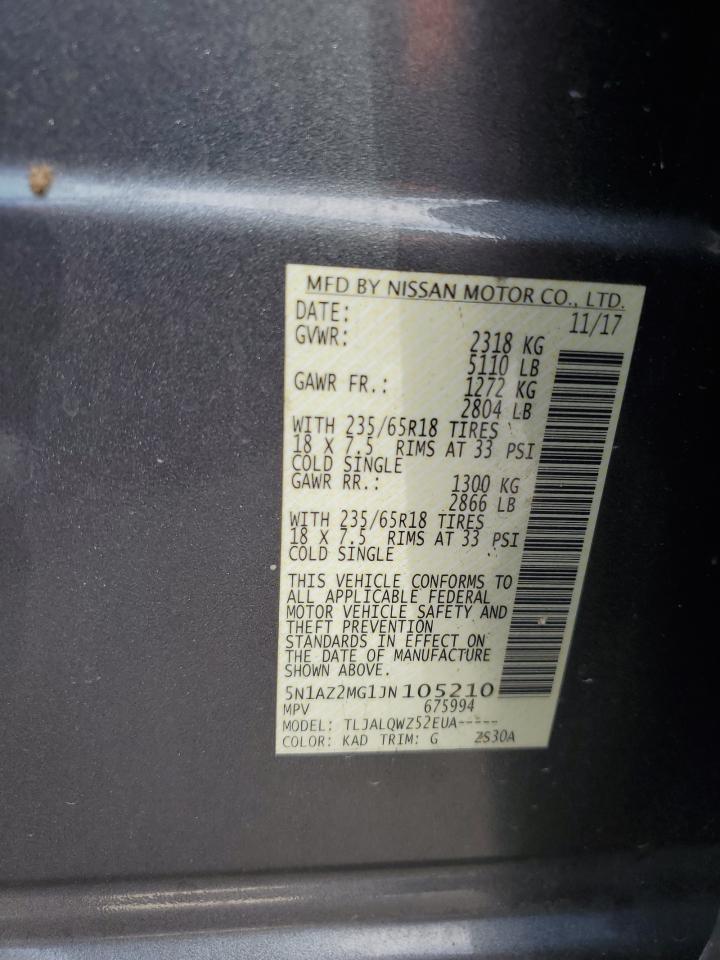 MFD BY NISSAN MOTOR CO., LTD.
DATE: 11/17
GVWR: 2318 KG
5110 LB
GAWR FR.: 1272 KG
2804 LB
WITH 235/65R18 TIRES
18 X 7.5 RIMS AT 33 PSI
COLD SINGLE
GAWR RR.: 1300 KG
2866 LB
WITH 235/65R18 TIRES
18 X 7.5 RIMS AT 33 PSI
COLD SINGLE
THIS VEHICLE CONFORMS TO
ALL APPLICABLE FEDERAL
MOTOR VEHICLE SAFETY AND
THEFT PREVENTION
STANDARDS IN EFFECT ON
THE DATE OF MANUFACTURE
SHOWN ABOVE.
5N1AZ2MG1JN105210
MPV 675994
MODEL: TLJALQWZ52EUA-----
COLOR: KAD TRIM: G ZS30A